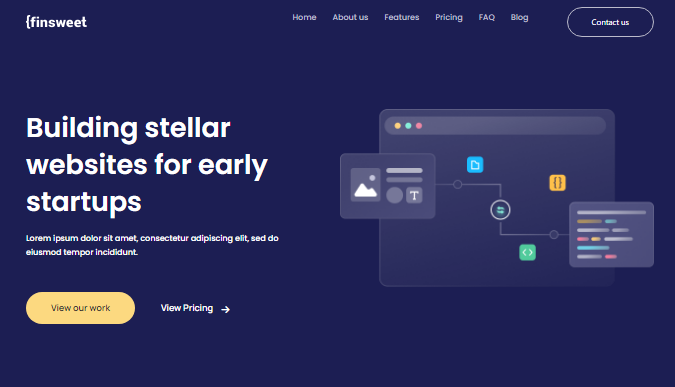 {finsweet
Home About us Features Pricing FAQ Blog
Contact us
Building stellar
websites for early
startups
Lorem ipsum dolor sit amet, consectetur adipiscing elit, sed do
eiusmod tempor incididunt.
T
{}
<>
View our work
View Pricing →